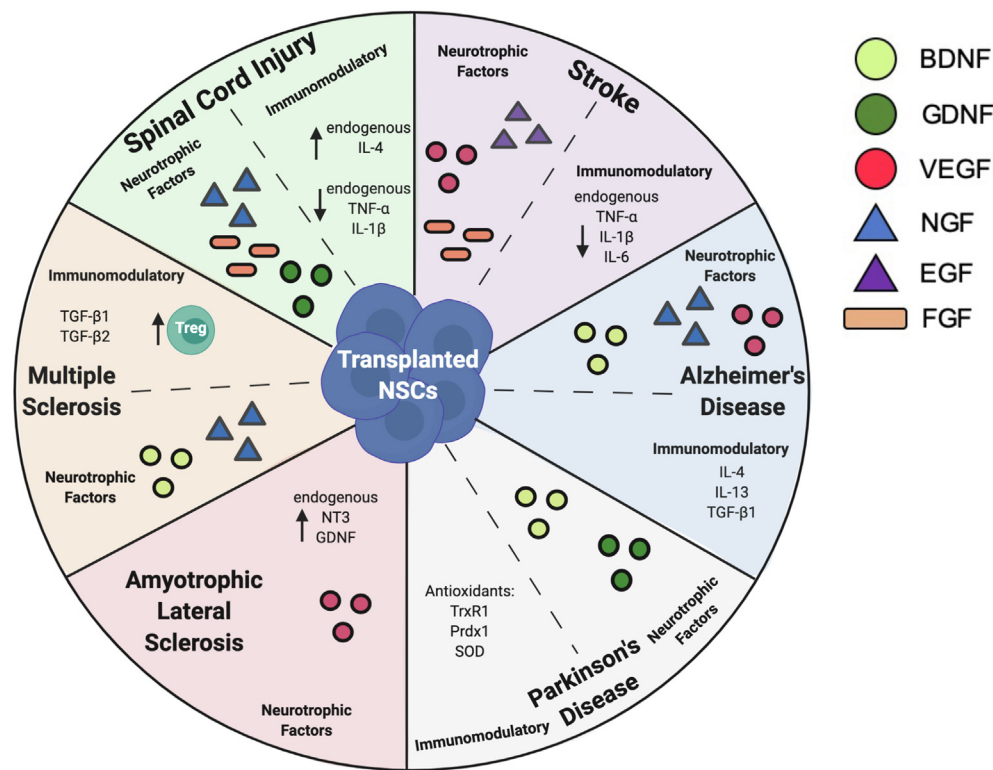 Spinal Cord Injury
Immunomodatory
endogenous
IL-4
endogenous
TNF-α
IL-1β
Neurotrophic
Factors
Neurotrophic
Factors
Stroke
Immunomodulatory
endogenous
TNF-α
IL-1β
IL-6
Neurotrophic
Factors
Alzheimer's
Disease
Immunomodulatory
IL-4
IL-13
TGF-β1
Immunomodulatory
TGF-β1
TGF-β2
Treg
Multiple
Sclerosis
Neurotrophic
Factors
Transplanted
NSCs
endogenous
NT3
GDNF
Amyotrophic
Lateral
Sclerosis
Neurotrophic
Factors
Antioxidants:
TrxR1
Prdx1
SOD
Neurotrophic
Factors
Parkinson's
Disease
Immunomodulatory
BDNF
GDNF
VEGF
NGF
EGF
FGF